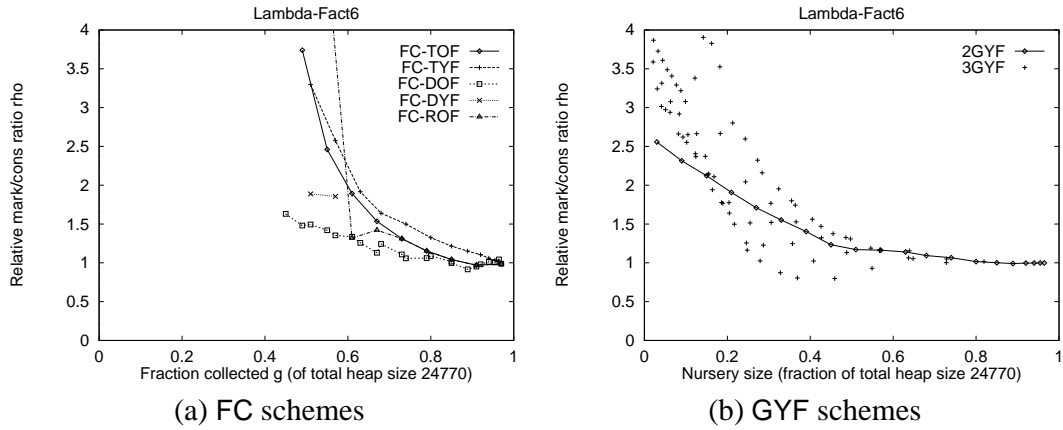 Lambda-Fact6
Relative mark/cons ratio rho
4
3.5
3
2.5
2
1.5
1
0.5
0
FC-TOF
FC-TYF
FC-DOF
FC-DYF
FC-ROF
0 0.2 0.4 0.6 0.8 1
Fraction collected g (of total heap size 24770)
(a) FC schemes
Lambda-Fact6
Relative mark/cons ratio rho
4
3.5
3
2.5
2
1.5
1
0.5
0
2GYF
3GYF
0 0.2 0.4 0.6 0.8 1
Nursery size (fraction of total heap size 24770)
(b) GYF schemes